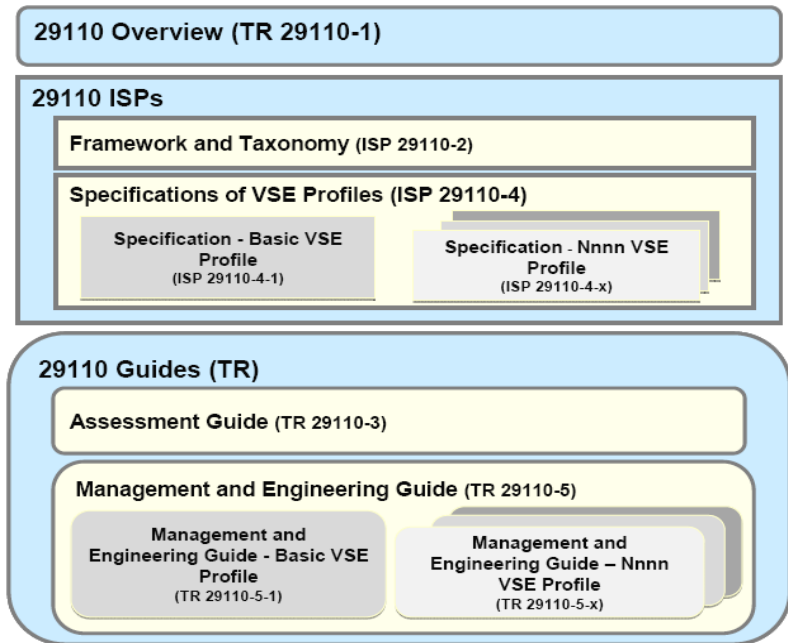 29110 Overview (TR 29110-1)
29110 ISPs
Framework and Taxonomy (ISP 29110-2)
Specifications of VSE Profiles (ISP 29110-4)
Specification - Basic VSE
Profile
(ISP 29110-4-1)
Specification - Nnnn VSE
Profile
(ISP 29110-4-x)
29110 Guides (TR)
Assessment Guide (TR 29110-3)
Management and Engineering Guide (TR 29110-5)
Management and
Engineering Guide - Basic VSE
Profile
(TR 29110-5-1)
Management and
Engineering Guide – Nnnn
VSE Profile
(TR 29110-5-x)